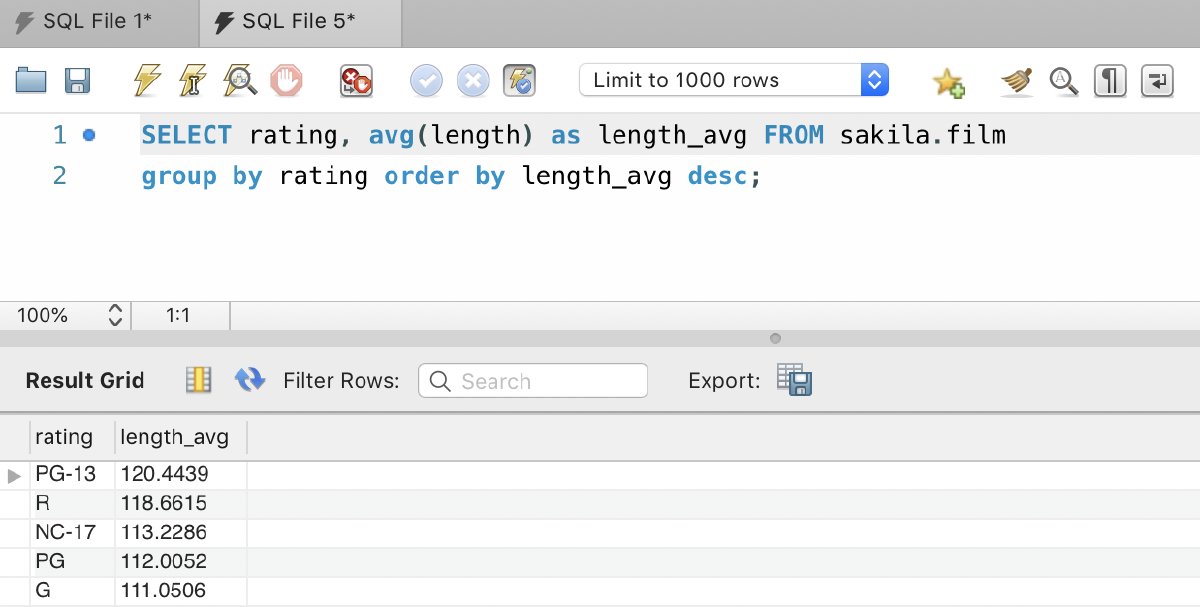 SQL File 1* SQL File 5*
Limit to 1000 rows
1 SELECT rating, avg(length) as length_avg FROM sakila.film
2 group by rating order by length_avg desc;
100% 1:1
Result Grid Filter Rows: Search Export:
rating length_avg
PG-13 120.4439
R 118.6615
NC-17 113.2286
PG 112.0052
G 111.0506